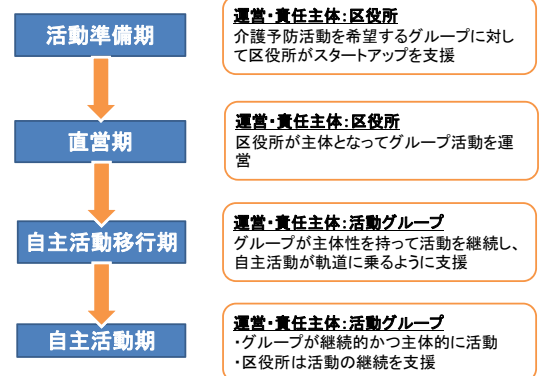 活動準備期
運営・責任主体:区役所
介護予防活動を希望するグループに対し
て区役所がスタートアップを支援
直営期
運営・責任主体:区役所
区役所が主体となってグループ活動を運
営
自主活動移行期
運営・責任主体:活動グループ
グループが主体性を持って活動を継続し、
自主活動が軌道に乗るように支援
自主活動期
運営・責任主体:活動グループ
・グループが継続的かつ主体的に活動
・区役所は活動の継続を支援